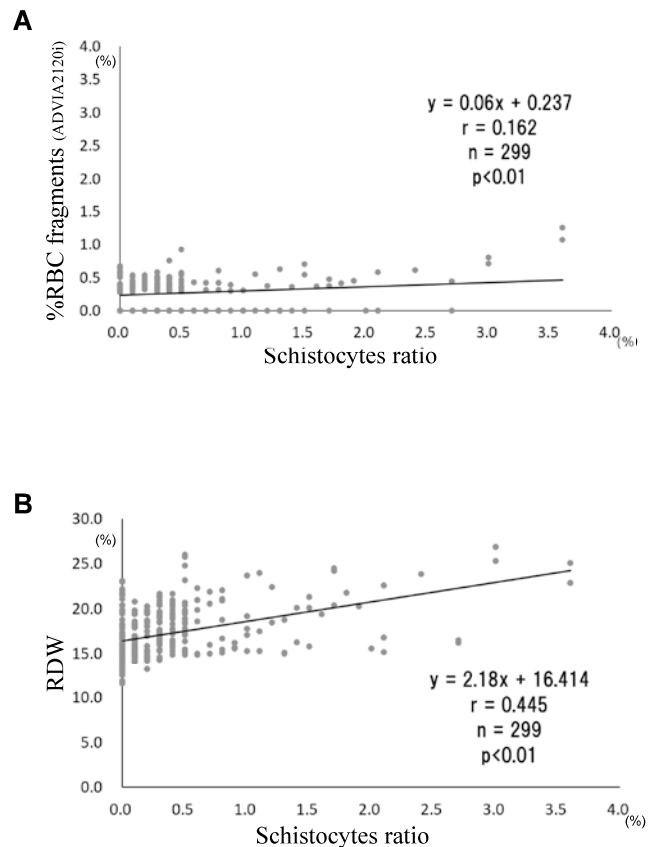 A
%RBC fragments (ADVIA2120i)
(%)
4.0
3.5
3.0
2.5
2.0
1.5
1.0
0.5
0.0
y = 0.06x + 0.237
r = 0.162
n = 299
p<0.01
0.0 0.5 1.0 1.5 2.0 2.5 3.0 3.5 4.0
(%)
Schistocytes ratio
B
RDW
(%)
30.0
25.0
20.0
15.0
10.0
5.0
0.0
y = 2.18x + 16.414
r = 0.445
n = 299
p<0.01
0.0 0.5 1.0 1.5 2.0 2.5 3.0 3.5 4.0
(%)
Schistocytes ratio